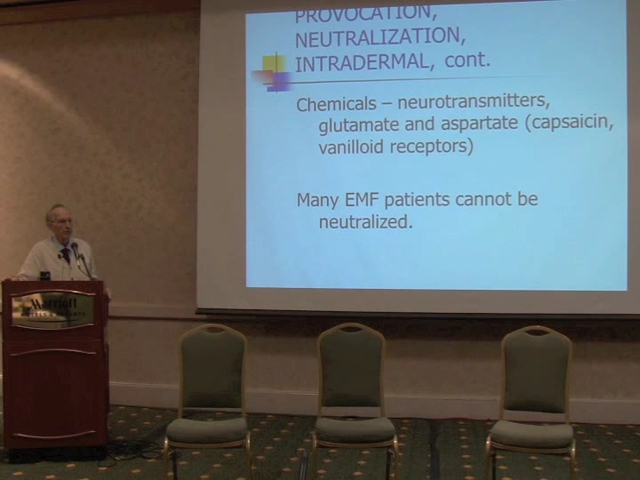 PROVOCATION,
NEUTRALIZATION,
INTRADERMAL, cont.
Chemicals – neurotransmitters,
glutamate and aspartate (capsaicin,
vanilloid receptors)
Many EMF patients cannot be
neutralized.
Marriott